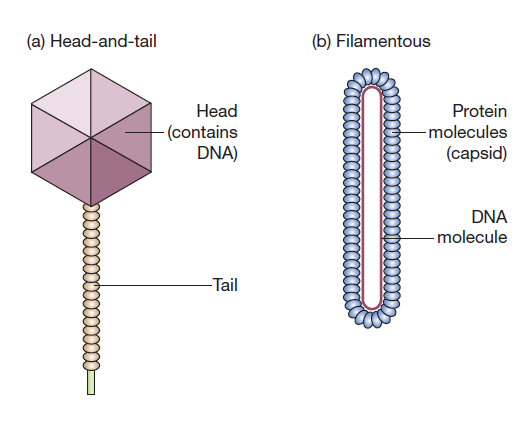 (a) Head-and-tail
Head
(contains
DNA)
Tail
(b) Filamentous
Protein
molecules
(capsid)
DNA
molecule